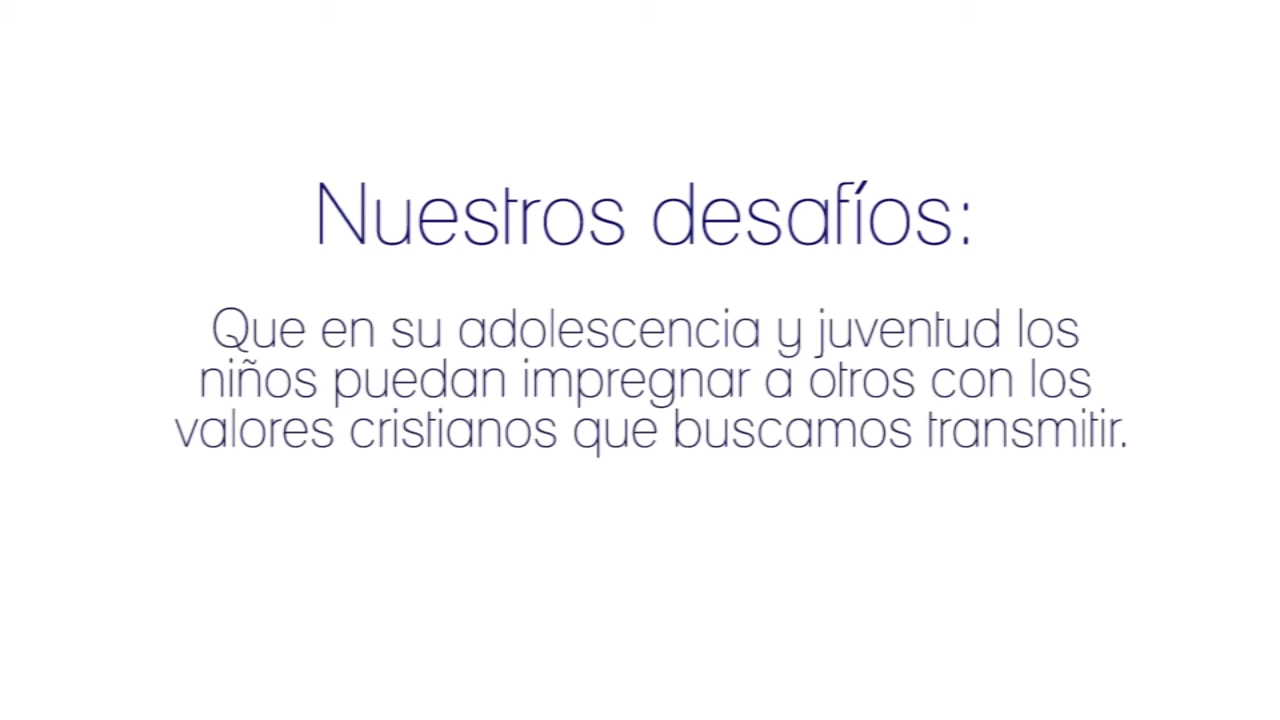 Nuestros desafíos:
Que en su adolescencia y juventud los
niños puedan impregnar a otros con los
valores cristianos que buscamos transmitir.